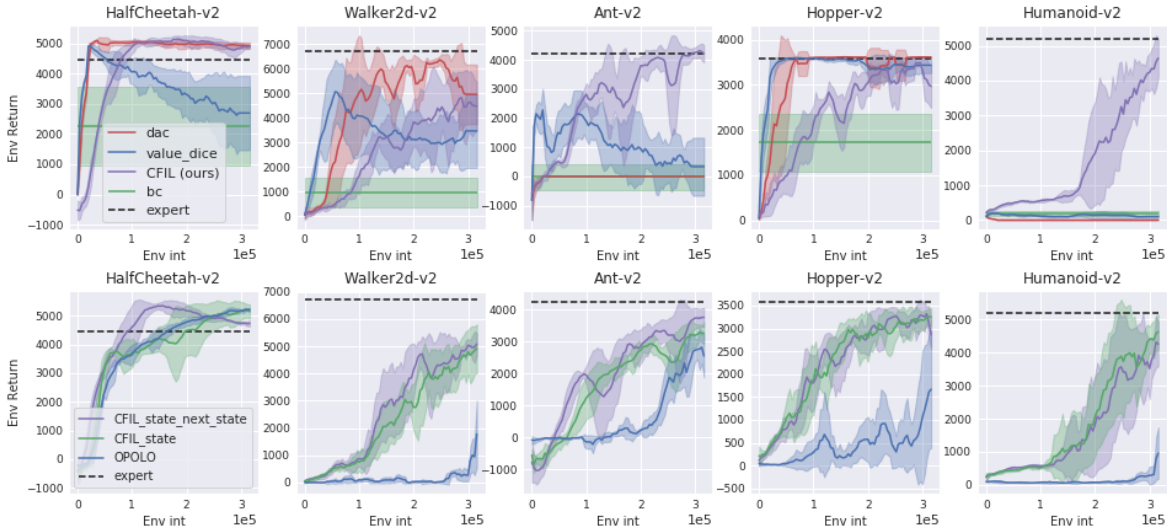 HalfCheetah-v2
Walker2d-v2
Ant-v2
Hopper-v2
Humanoid-v2
Env Return
5000
4000
3000
2000
1000
0
−1000
dac
value_dice
CFIL (ours)
bc
expert
0 1 2 3
Env int 1e5
7000
6000
5000
4000
3000
2000
1000
0
0 1 2 3
Env int 1e5
5000
4000
3000
2000
1000
0
−1000
0 1 2 3
Env int 1e5
4000
3000
2000
1000
0
0 1 2 3
Env int 1e5
5000
4000
3000
2000
1000
0
0 1 2 3
Env int 1e5
HalfCheetah-v2
Walker2d-v2
Ant-v2
Hopper-v2
Humanoid-v2
Env Return
5000
4000
3000
2000
1000
0
−1000
CFIL_state_next_state
CFIL_state
OPOLO
expert
0 1 2 3
Env int 1e5
7000
6000
5000
4000
3000
2000
1000
0
0 1 2 3
Env int 1e5
4000
3000
2000
1000
0
−1000
0 1 2 3
Env int 1e5
3500
3000
2500
2000
1500
1000
500
0
−500
0 1 2 3
Env int 1e5
5000
4000
3000
2000
1000
0
0 1 2 3
Env int 1e5